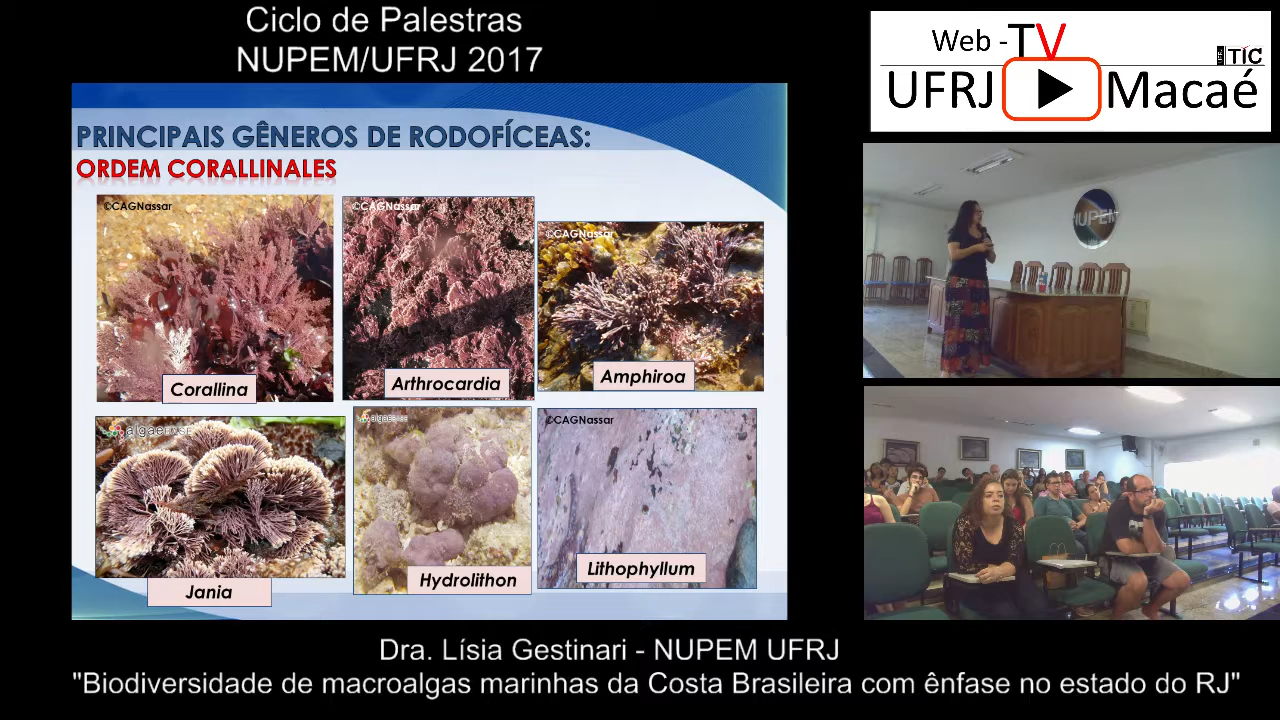 Ciclo de Palestras
NUPEM/UFRJ 2017
Web -TV
UFRJ Macaé
TIC
PRINCIPAIS GÊNEROS DE RODOFÍCEAS:
ORDEM CORALLINALES
©CAGNassar
©CAGNassar
©CAGNassar
Corallina
Arthrocardia
Amphiroa
algaeBASE
algaeBASE
©CAGNassar
Jania
Hydrolithon
Lithophyllum
NUPEM
Dra. Lísia Gestinari - NUPEM UFRJ
"Biodiversidade de macroalgas marinhas da Costa Brasileira com ênfase no estado do RJ"